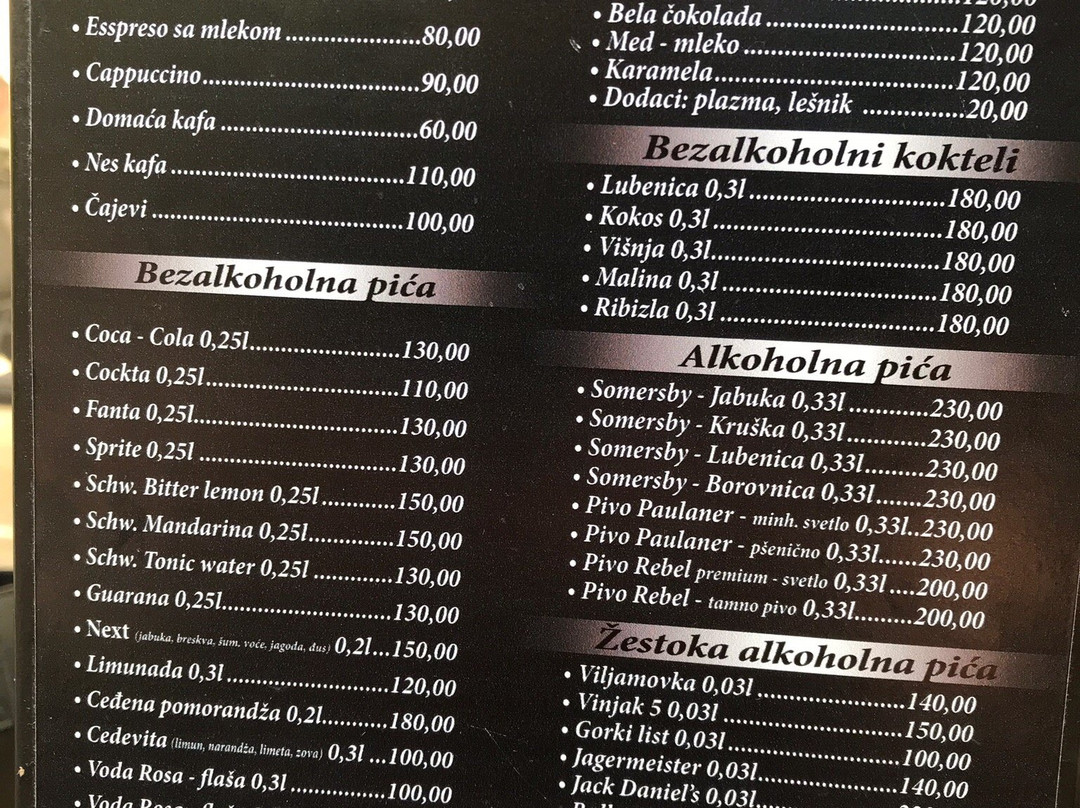 • Esspreso sa mlekom ......................80,00
• Cappuccino...................................90,00
• Domaća kafa ................................60,00
• Nes kafa ......................................110,00
• Čajevi .........................................100,00
Bezalkoholna pića
• Coca - Cola 0,25l.........................130,00
• Cockta 0,25l................................110,00
• Fanta 0,25l..................................130,00
• Sprite 0,25l .................................130,00
• Schw. Bitter lemon 0,25l............150,00
• Schw. Mandarina 0,25l..............150,00
• Schw. Tonic water 0,25l .............130,00
• Guarana 0,25l............................130,00
• Next (jabuka, breskva, šum. voće, jagoda, đus) 0,2l...150,00
• Limunada 0,3l...........................120,00
• Ceđena pomorandža 0,2l..........180,00
• Cedevita (limun, narandža, limeta, zova) 0,3l ...100,00
• Voda Rosa - flaša 0,3l ...............100,00
• Voda Rosa - flaša
120,00
• Bela čokolada ..............................120,00
• Med - mleko .................................120,00
• Karamela.....................................120,00
• Dodaci: plazma, lešnik ...............20,00
Bezalkoholni kokteli
• Lubenica 0,3l ..............................180,00
• Kokos 0,3l ...................................180,00
• Višnja 0,3l...................................180,00
• Malina 0,3l .................................180,00
• Ribizla 0,3l .................................180,00
Alkoholna pića
• Somersby - Jabuka 0,33l ............230,00
• Somersby - Kruška 0,33l ............230,00
• Somersby - Lubenica 0,33l.........230,00
• Somersby - Borovnica 0,33l.......230,00
• Pivo Paulaner - minh. svetlo 0,33l..230,00
• Pivo Paulaner - pšenično 0,33l......230,00
• Pivo Rebel premium - svetlo 0,33l ....200,00
• Pivo Rebel - tamno pivo 0,33l.........200,00
Žestoka alkoholna pića
• Viljamovka 0,03l .......................140,00
• Vinjak 5 0,03l ...........................150,00
• Gorki list 0,03l ..........................100,00
• Jagermeister 0,03l.....................140,00
• Jack Daniel's 0,03l